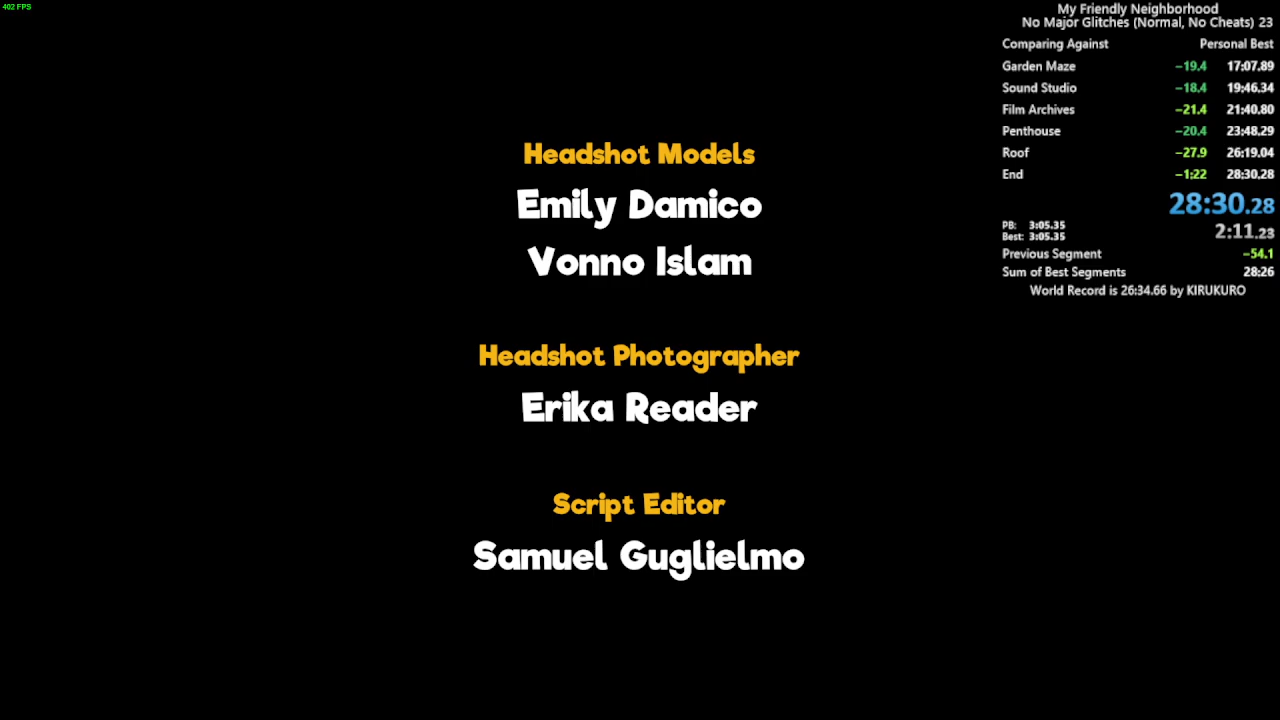 402 FPS
My Friendly Neighborhood
No Major Glitches (Normal, No Cheats) 23
Comparing Against Personal Best
Garden Maze -19.4 17:07.89
Sound Studio -18.4 19:46.34
Film Archives -21.4 21:40.80
Penthouse -20.4 23:48.29
Roof -27.9 26:19.04
End -1:22 28:30.28
28:30.28
PB: 3:05.35
Best: 3:05.35
2:11.23
Previous Segment -54.1
Sum of Best Segments 28:26
World Record is 26:34.66 by KIRUKURO
Headshot Models
Emily Damico
Vonno Islam
Headshot Photographer
Erika Reader
Script Editor
Samuel Guglielmo